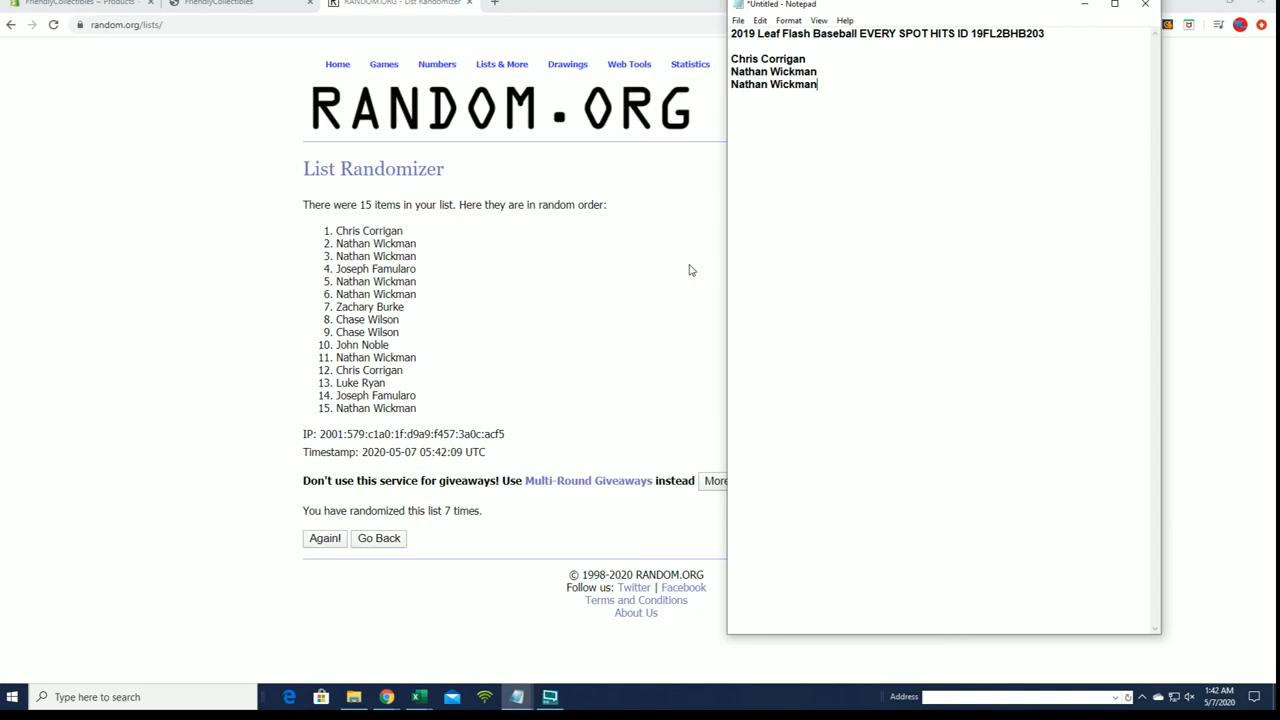 FriendlyCollectibles – Products -
FriendlyCollectibles
RANDOM.ORG - List Randomizer
random.org/lists/
Home Games Numbers Lists & More Drawings Web Tools Statistics
RANDOM.ORG
List Randomizer
There were 15 items in your list. Here they are in random order:
1. Chris Corrigan
2. Nathan Wickman
3. Nathan Wickman
4. Joseph Famularo
5. Nathan Wickman
6. Nathan Wickman
7. Zachary Burke
8. Chase Wilson
9. Chase Wilson
10. John Noble
11. Nathan Wickman
12. Chris Corrigan
13. Luke Ryan
14. Joseph Famularo
15. Nathan Wickman
IP: 2001:579:c1a0:1f:d9a9:f457:3a0c:acf5
Timestamp: 2020-05-07 05:42:09 UTC
Don't use this service for giveaways! Use Multi-Round Giveaways instead More
You have randomized this list 7 times.
Again! Go Back
© 1998-2020 RANDOM.ORG
Follow us: Twitter | Facebook
Terms and Conditions
About Us
*Untitled - Notepad
File Edit Format View Help
2019 Leaf Flash Baseball EVERY SPOT HITS ID 19FL2BHB203
Chris Corrigan
Nathan Wickman
Nathan Wickman
Type here to search
Address
1:42 AM
5/7/2020